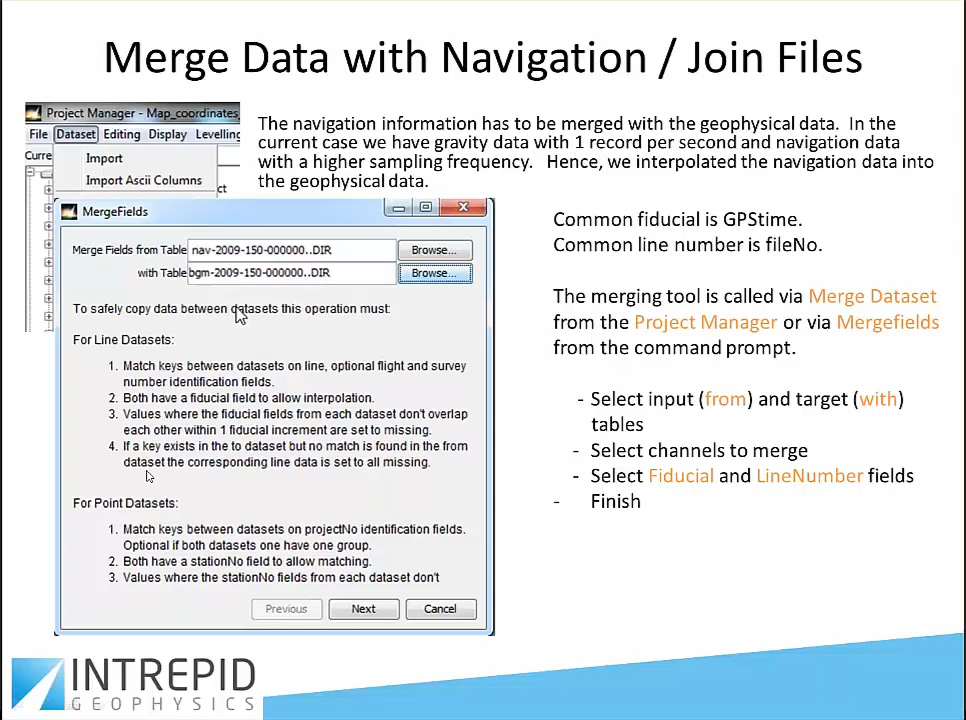 Merge Data with Navigation / Join Files
Project Manager - Map_coordinates_
File Dataset Editing Display Levelling
Curre
Import
Import Ascii Columns
ct
The navigation information has to be merged with the geophysical data. In the
current case we have gravity data with 1 record per second and navigation data
with a higher sampling frequency. Hence, we interpolated the navigation data into
the geophysical data.
MergeFields
Merge Fields from Table nav-2009-150-000000..DIR Browse...
with Table bgm-2009-150-000000..DIR Browse...
To safely copy data between datasets this operation must:
For Line Datasets:
1. Match keys between datasets on line, optional flight and survey
number identification fields.
2. Both have a fiducial field to allow interpolation.
3. Values where the fiducial fields from each dataset don't overlap
each other within 1 fiducial increment are set to missing.
4. If a key exists in the to dataset but no match is found in the from
dataset the corresponding line data is set to all missing.
For Point Datasets:
1. Match keys between datasets on projectNo identification fields.
Optional if both datasets one have one group.
2. Both have a stationNo field to allow matching.
3. Values where the stationNo fields from each dataset don't
Previous Next Cancel
Common fiducial is GPStime.
Common line number is fileNo.
The merging tool is called via Merge Dataset
from the Project Manager or via Mergefields
from the command prompt.
- Select input (from) and target (with)
tables
- Select channels to merge
- Select Fiducial and LineNumber fields
- Finish
INTREPID
GEOPHYSICS